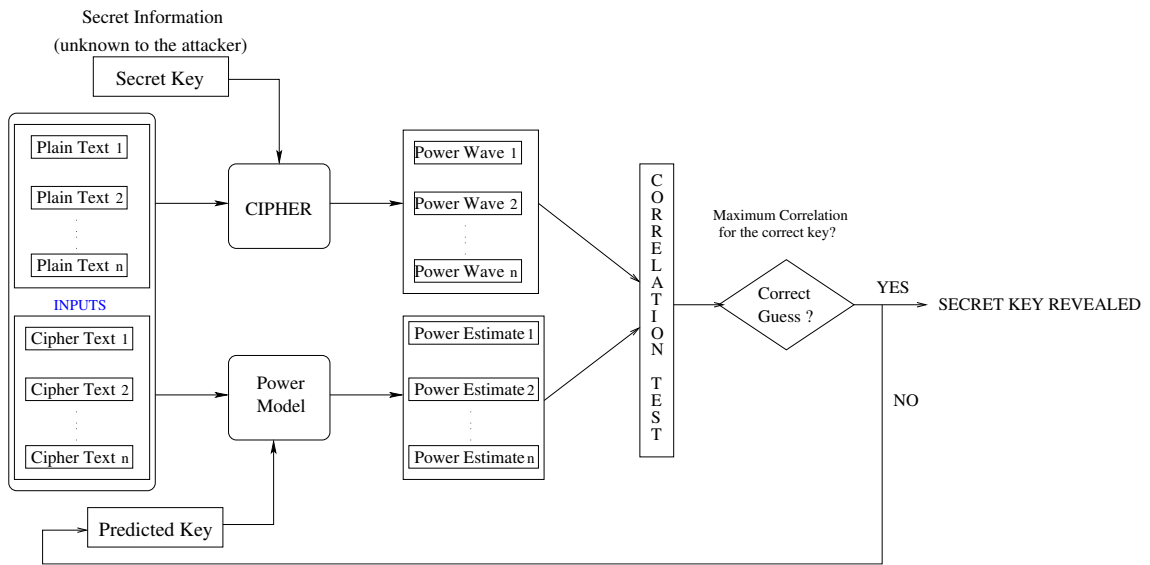 Secret Information
(unknown to the attacker)
Secret Key
Plain Text 1
Plain Text 2
Plain Text n
INPUTS
Cipher Text 1
Cipher Text 2
Cipher Text n
CIPHER
Power
Model
Predicted Key
Power Wave 1
Power Wave 2
Power Wave n
Power Estimate 1
Power Estimate 2
Power Estimate n
CORRELATION TEST
Maximum Correlation
for the correct key?
Correct
Guess ?
YES
SECRET KEY REVEALED
NO